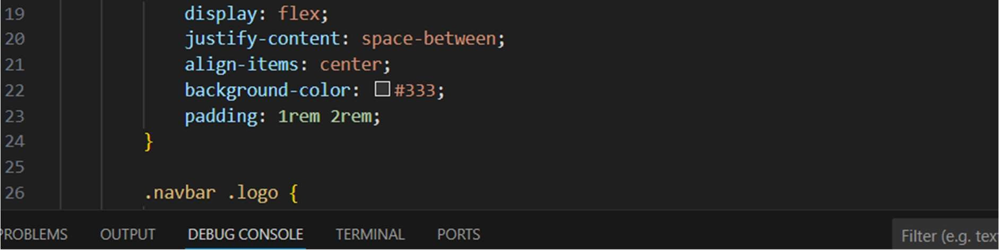 19 display: flex;
20 justify-content: space-between;
21 align-items: center;
22 background-color: #333;
23 padding: 1rem 2rem;
24 }
25
26 .navbar .logo {
PROBLEMS OUTPUT DEBUG CONSOLE TERMINAL PORTS Filter (e.g. tex